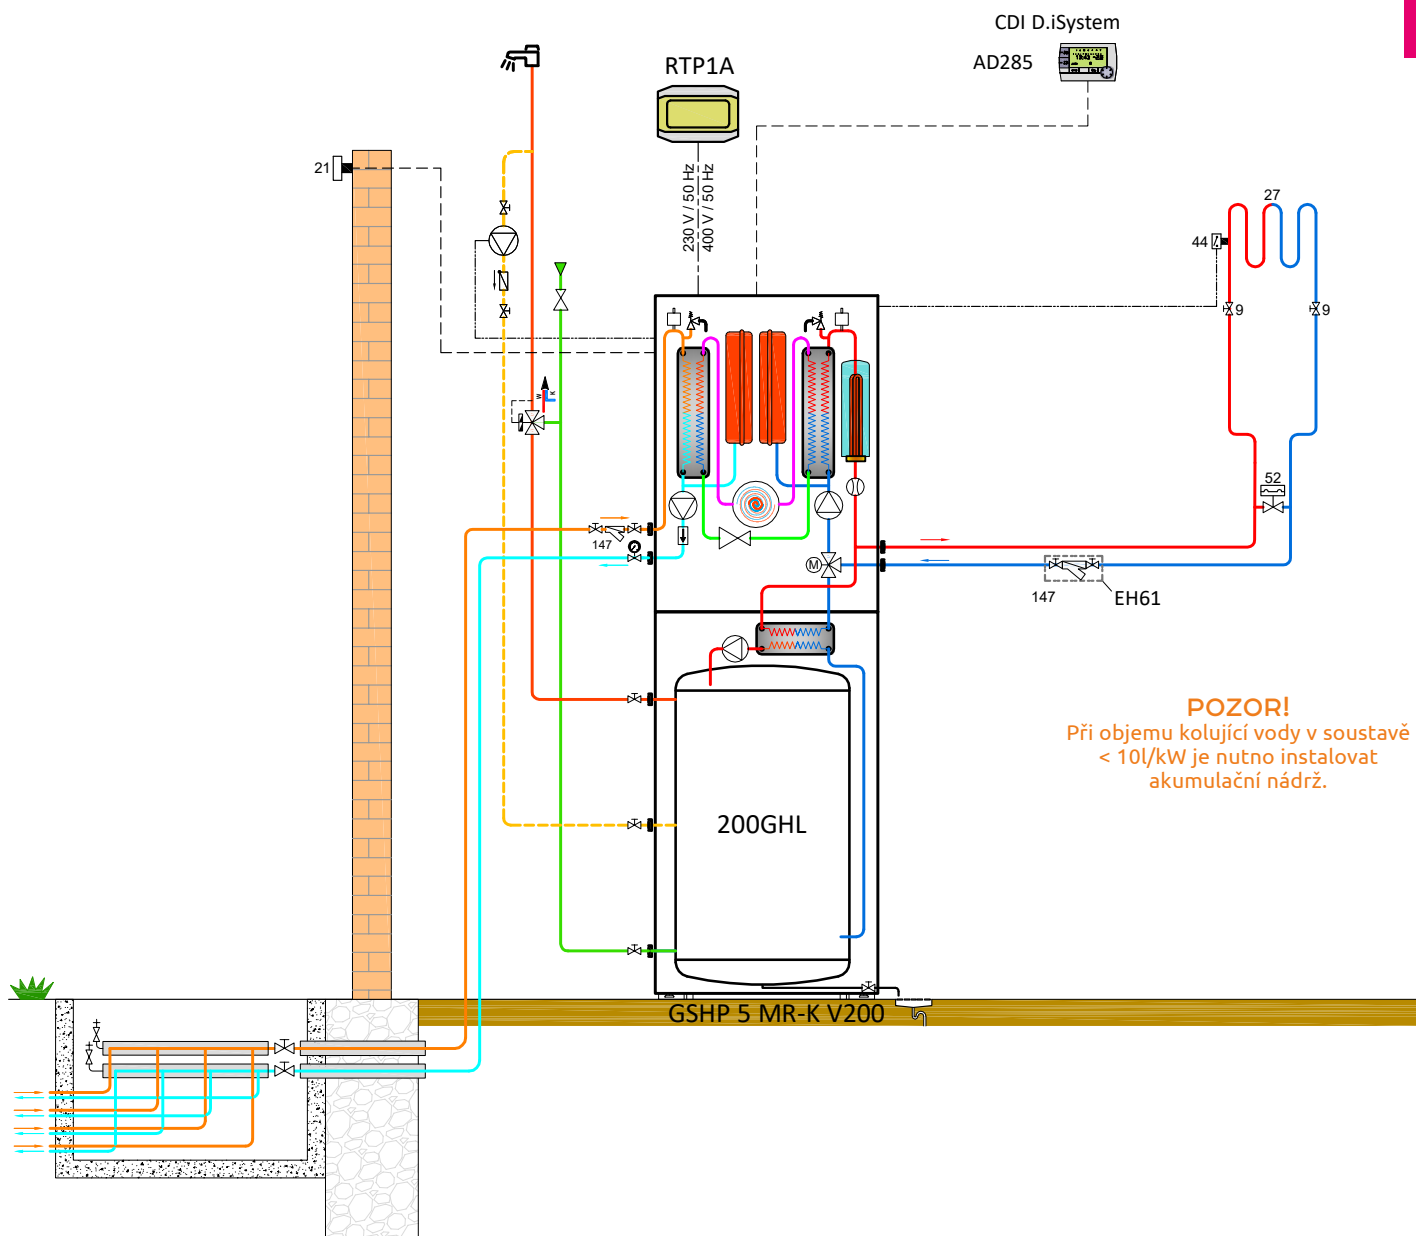 CDI D.iSystem
AD285
RTP1A
21
230 V / 50 Hz
400 V / 50 Hz
27
44
9
9
W
K
M
52
147
147
EH61
POZOR!
Při objemu kolující vody v soustavě
< 10l/kW je nutno instalovat
akumulační nádrž.
200GHL
GSHP 5 MR-K V200